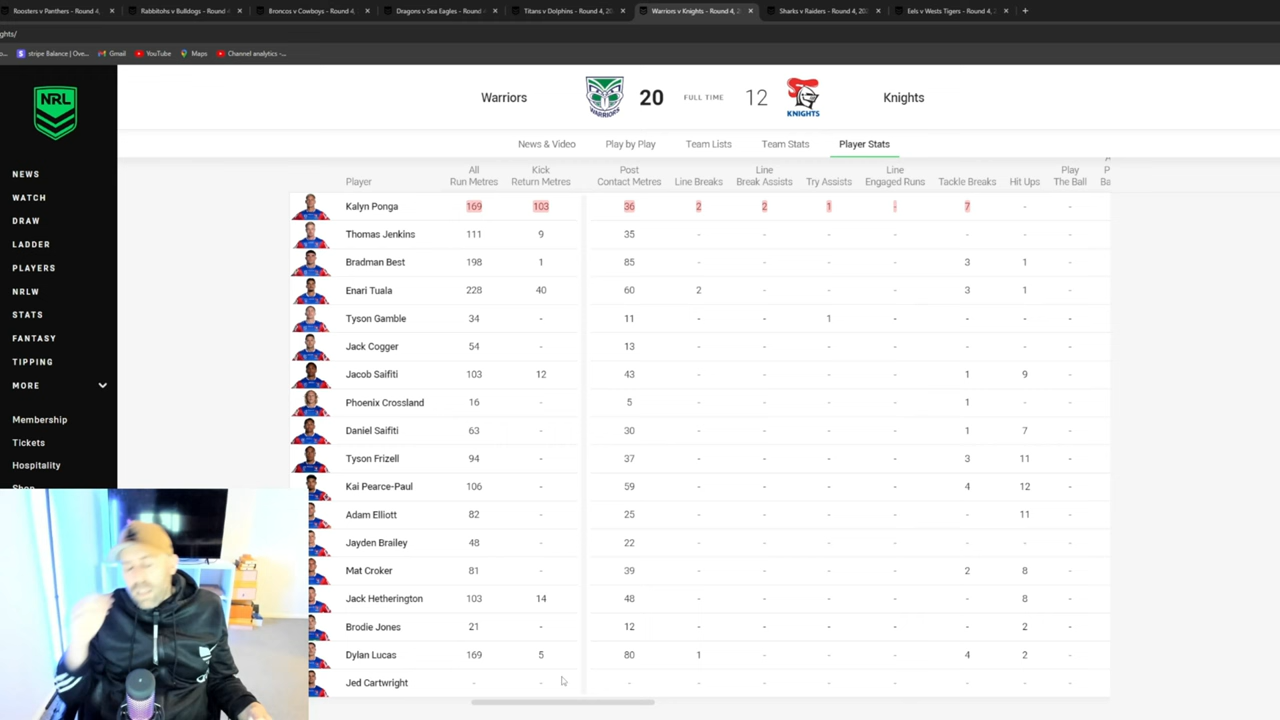 Roosters v Panthers - Round 4,
Rabbitohs v Bulldogs - Round 4
Broncos v Cowboys - Round 4,
Dragons v Sea Eagles - Round
Titans v Dolphins - Round 4, 20
Warriors v Knights - Round 4, 2
Sharks v Raiders - Round 4, 202
Eels v Wests Tigers - Round 4,
ghts/
stripe Balance | Ove...
Gmail
YouTube
Maps
Channel analytics -...
NRL
NEWS
WATCH
DRAW
LADDER
PLAYERS
NRLW
STATS
FANTASY
TIPPING
MORE
Membership
Tickets
Hospitality
Shop
Warriors
WARRIORS
20
FULL TIME
12
KNIGHTS
Knights
News & Video
Play by Play
Team Lists
Team Stats
Player Stats
Player
All Run Metres
Kick Return Metres
Post Contact Metres
Line Breaks
Line Break Assists
Try Assists
Line Engaged Runs
Tackle Breaks
Hit Ups
Play The Ball
Kalyn Ponga 169 103 36 2 2 1 - 7 - -
Thomas Jenkins 111 9 35 - - - - - - -
Bradman Best 198 1 85 - - - - 3 1 -
Enari Tuala 228 40 60 2 - - - 3 1 -
Tyson Gamble 34 - 11 - - 1 - - - -
Jack Cogger 54 - 13 - - - - - - -
Jacob Saifiti 103 12 43 - - - - 1 9 -
Phoenix Crossland 16 - 5 - - - - 1 - -
Daniel Saifiti 63 - 30 - - - - 1 7 -
Tyson Frizell 94 - 37 - - - - 3 11 -
Kai Pearce-Paul 106 - 59 - - - - 4 12 -
Adam Elliott 82 - 25 - - - - - 11 -
Jayden Brailey 48 - 22 - - - - - - -
Mat Croker 81 - 39 - - - - 2 8 -
Jack Hetherington 103 14 48 - - - - - 8 -
Brodie Jones 21 - 12 - - - - - 2 -
Dylan Lucas 169 5 80 1 - - - 4 2 -
Jed Cartwright - - - - - - - - - -